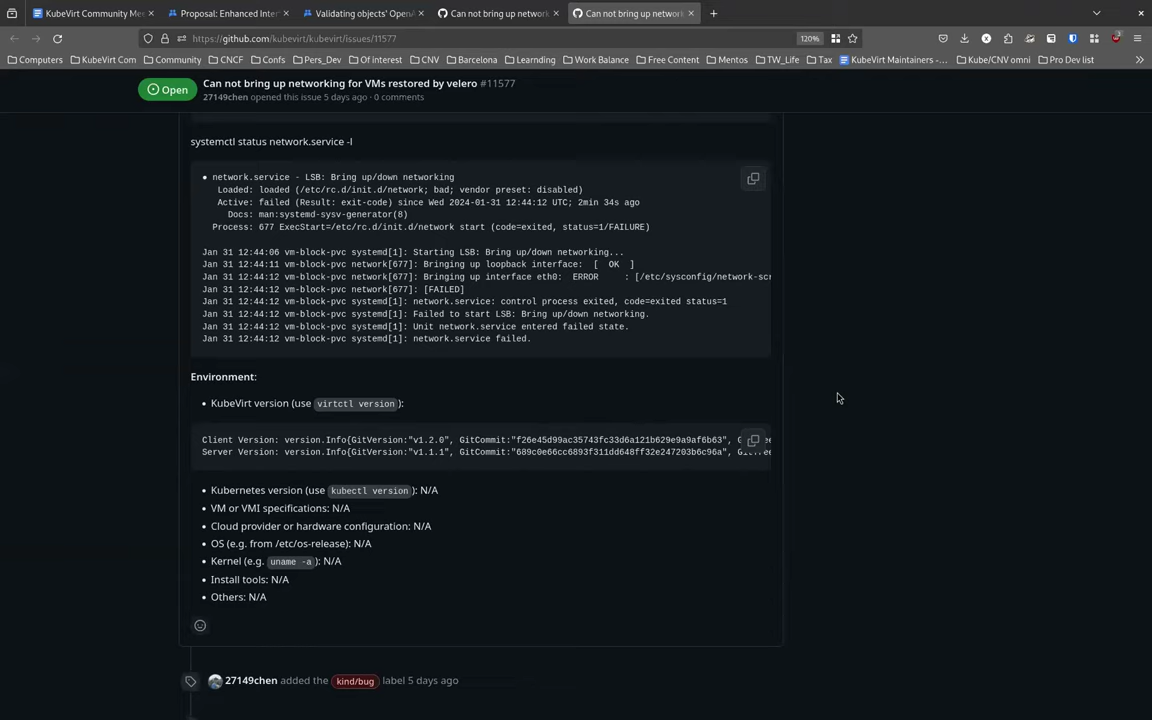 KubeVirt Community Me
Proposal: Enhanced Inter
Validating objects' OpenA
Can not bring up network
Can not bring up network
https://github.com/kubevirt/kubevirt/issues/11577
120%
Computers
KubeVirt Com
Community
CNCF
Confs
Pers_Dev
Of interest
CNV
Barcelona
Learnding
Work Balance
Free Content
Mentos
TW_Life
Tax
KubeVirt Maintainers -...
Kube/CNV omni
Pro Dev list
Open
Can not bring up networking for VMs restored by velero #11577
27149chen opened this issue 5 days ago · 0 comments
systemctl status network.service -l
● network.service - LSB: Bring up/down networking
Loaded: loaded (/etc/rc.d/init.d/network; bad; vendor preset: disabled)
Active: failed (Result: exit-code) since Wed 2024-01-31 12:44:12 UTC; 2min 34s ago
Docs: man:systemd-sysv-generator(8)
Process: 677 ExecStart=/etc/rc.d/init.d/network start (code=exited, status=1/FAILURE)
Jan 31 12:44:06 vm-block-pvc systemd[1]: Starting LSB: Bring up/down networking...
Jan 31 12:44:11 vm-block-pvc network[677]: Bringing up loopback interface:  [  OK  ]
Jan 31 12:44:12 vm-block-pvc network[677]: Bringing up interface eth0:  ERROR     : [/etc/sysconfig/network-scr
Jan 31 12:44:12 vm-block-pvc network[677]: [FAILED]
Jan 31 12:44:12 vm-block-pvc systemd[1]: network.service: control process exited, code=exited status=1
Jan 31 12:44:12 vm-block-pvc systemd[1]: Failed to start LSB: Bring up/down networking.
Jan 31 12:44:12 vm-block-pvc systemd[1]: Unit network.service entered failed state.
Jan 31 12:44:12 vm-block-pvc systemd[1]: network.service failed.
Environment:
• KubeVirt version (use virtctl version):
Client Version: version.Info{GitVersion:"v1.2.0", GitCommit:"f26e45d99ac35743fc33d6a121b629e9a9af6b63", GitTree
Server Version: version.Info{GitVersion:"v1.1.1", GitCommit:"689c0e66cc6893f311dd648ff32e247203b6c96a", GitTree
• Kubernetes version (use kubectl version): N/A
• VM or VMI specifications: N/A
• Cloud provider or hardware configuration: N/A
• OS (e.g. from /etc/os-release): N/A
• Kernel (e.g. uname -a): N/A
• Install tools: N/A
• Others: N/A
27149chen added the kind/bug label 5 days ago